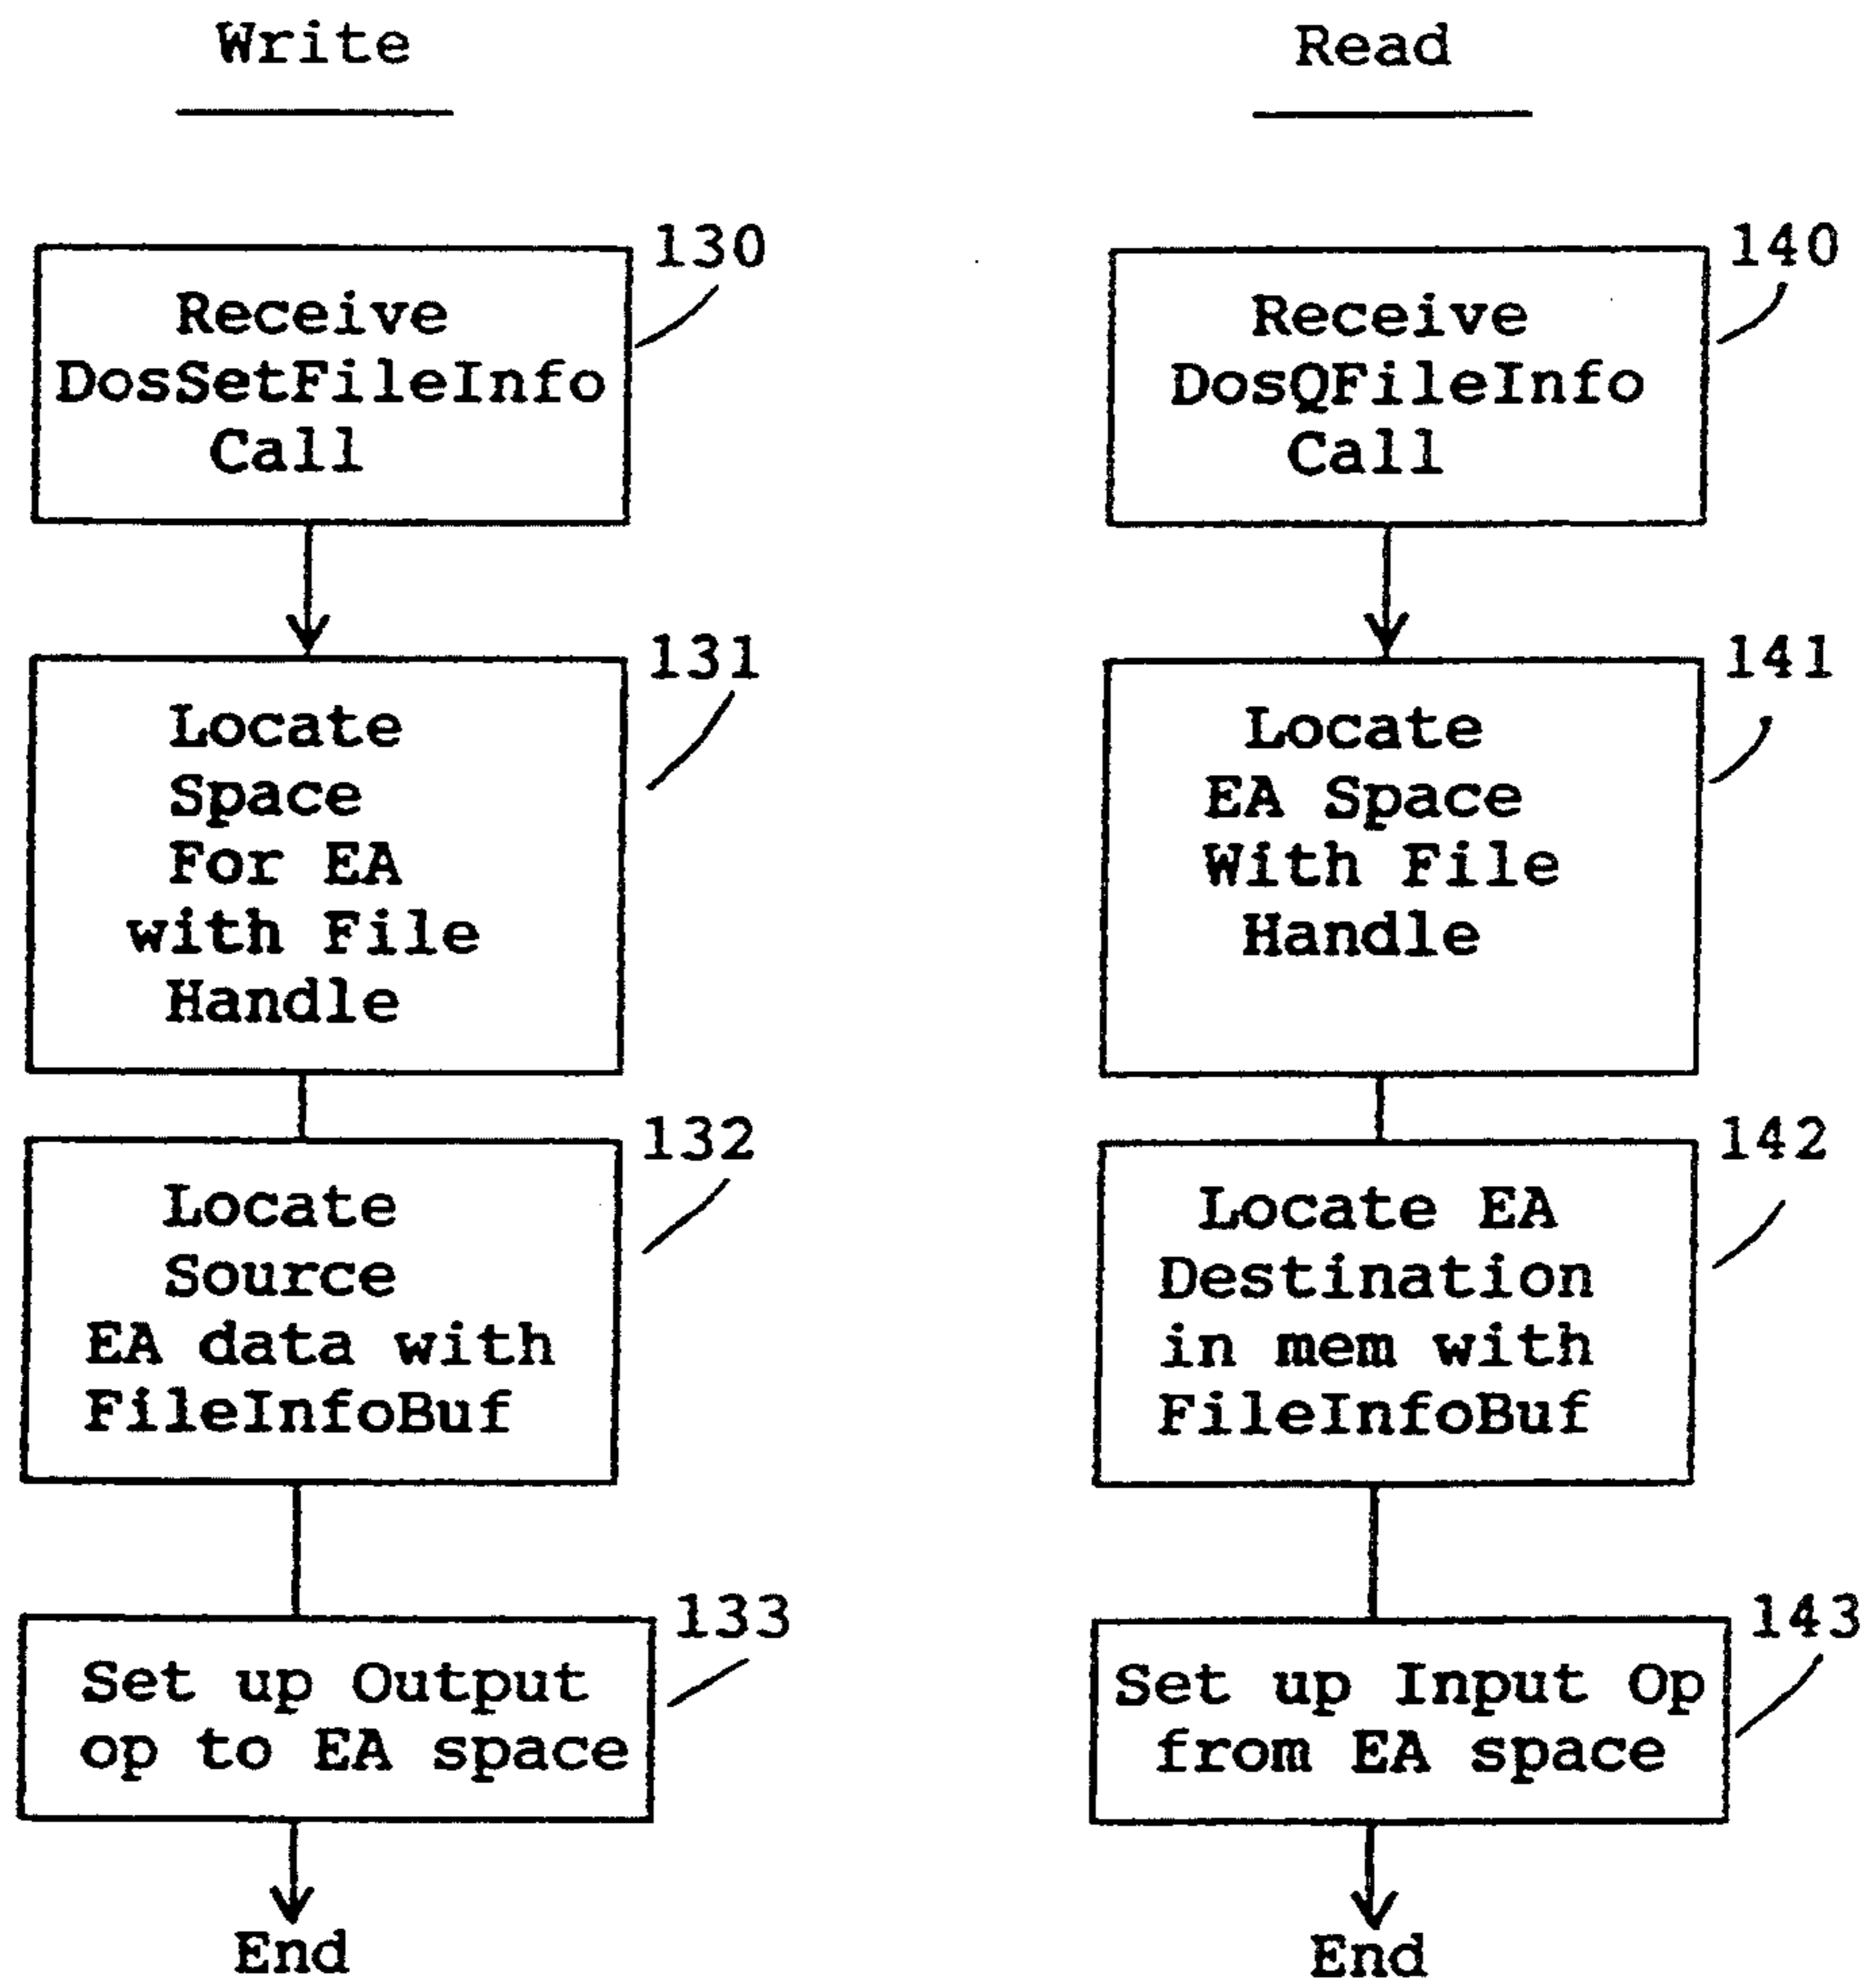 Write
130
Receive
DosSetFileInfo
Call
131
Locate
Space
For EA
with File
Handle
132
Locate
Source
EA data with
FileInfoBuf
133
Set up Output
op to EA space
End
Read
140
Receive
DosQFileInfo
Call
141
Locate
EA Space
With File
Handle
142
Locate EA
Destination
in mem with
FileInfoBuf
143
Set up Input Op
from EA space
End